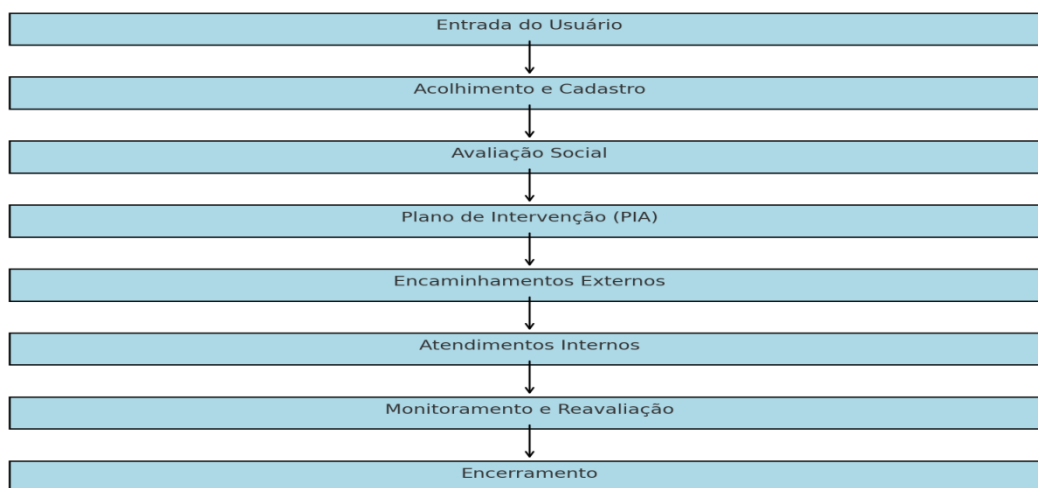 Entrada do Usuário
Acolhimento e Cadastro
Avaliação Social
Plano de Intervenção (PIA)
Encaminhamentos Externos
Atendimentos Internos
Monitoramento e Reavaliação
Encerramento